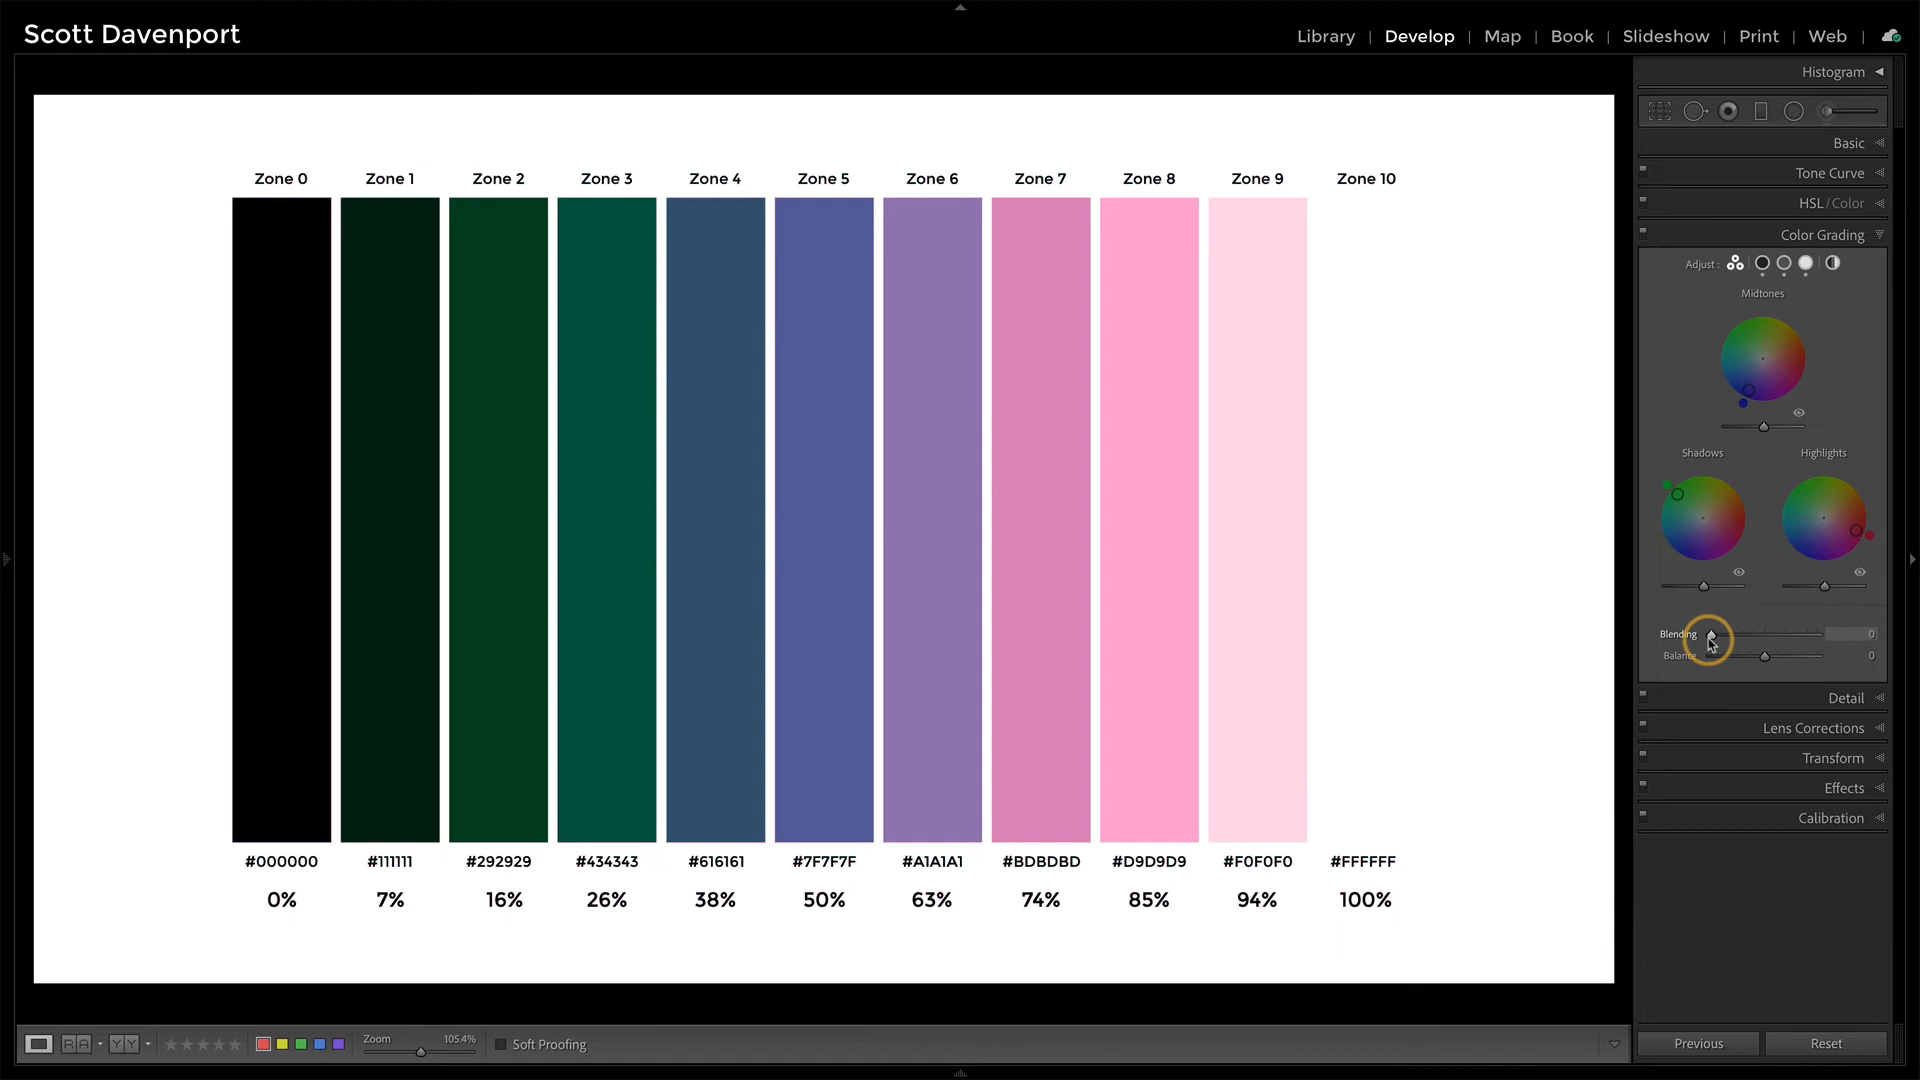 Scott Davenport
Library | Develop | Map | Book | Slideshow | Print | Web |
Histogram
Basic
Tone Curve
HSL / Color
Color Grading
Adjust :
Midtones
Shadows Highlights
Blending 0
Balance 0
Detail
Lens Corrections
Transform
Effects
Calibration
Previous Reset
Zone 0 Zone 1 Zone 2 Zone 3 Zone 4 Zone 5 Zone 6 Zone 7 Zone 8 Zone 9 Zone 10
#000000 #111111 #292929 #434343 #616161 #7F7F7F #A1A1A1 #BDBDBD #D9D9D9 #F0F0F0 #FFFFFF
0% 7% 16% 26% 38% 50% 63% 74% 85% 94% 100%
R A Y Y Zoom 105.4% Soft Proofing